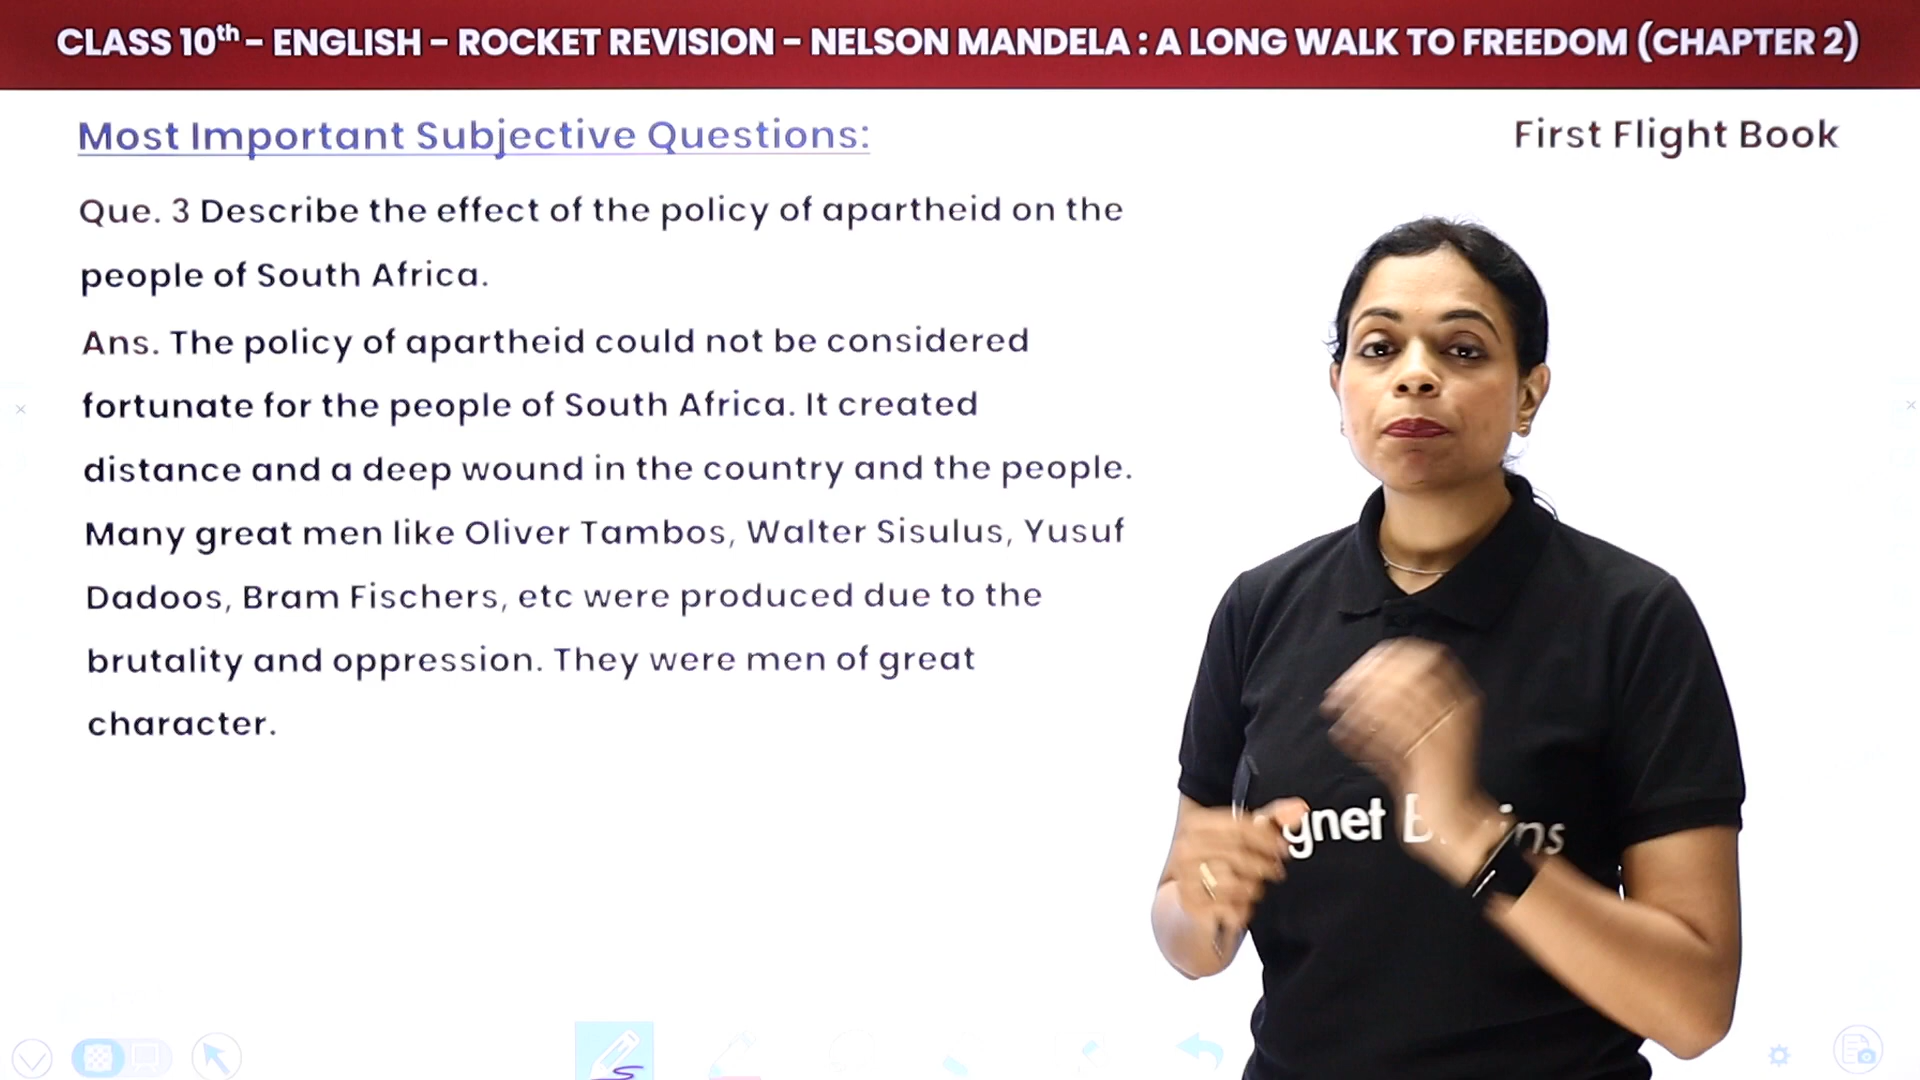 CLASS 10th - ENGLISH - ROCKET REVISION - NELSON MANDELA : A LONG WALK TO FREEDOM (CHAPTER 2)
Most Important Subjective Questions:
First Flight Book
Que. 3 Describe the effect of the policy of apartheid on the
people of South Africa.
Ans. The policy of apartheid could not be considered
fortunate for the people of South Africa. It created
distance and a deep wound in the country and the people.
Many great men like Oliver Tambos, Walter Sisulus, Yusuf
Dadoos, Bram Fischers, etc were produced due to the
brutality and oppression. They were men of great
character.